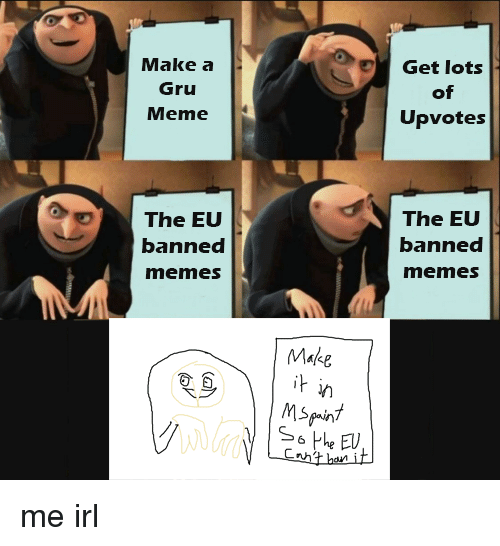 Make a
Gru
Meme
Get lots
of
Upvotes
The EU
banned
memes
The EU
banned
memes
Make
it in
MSpaint
So the EU
Can't ban it
me irl